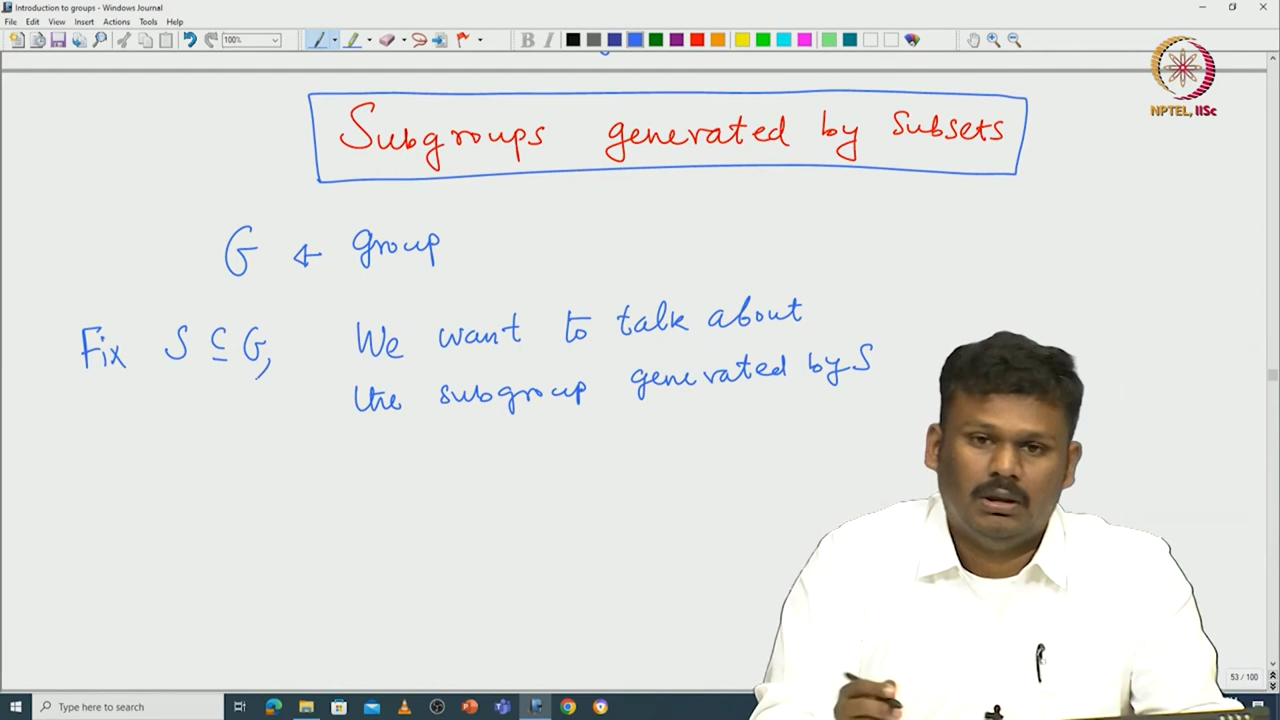 Introduction to groups - Windows Journal
File Edit View Insert Actions Tools Help
100%
NPTEL, IISc
Subgroups generated by subsets
G ← group
Fix S ⊆ G, We want to talk about
the subgroup generated by S
53 / 100
Type here to search